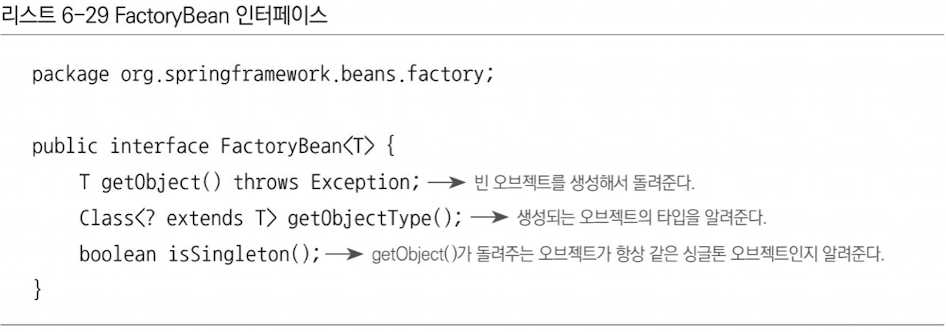 리스트 6-29 FactoryBean 인터페이스
package org.springframework.beans.factory;
public interface FactoryBean<T> {
T getObject() throws Exception; → 빈 오브젝트를 생성해서 돌려준다.
Class<? extends T> getObjectType(); → 생성되는 오브젝트의 타입을 알려준다.
boolean isSingleton(); → getObject()가 돌려주는 오브젝트가 항상 같은 싱글톤 오브젝트인지 알려준다.
}